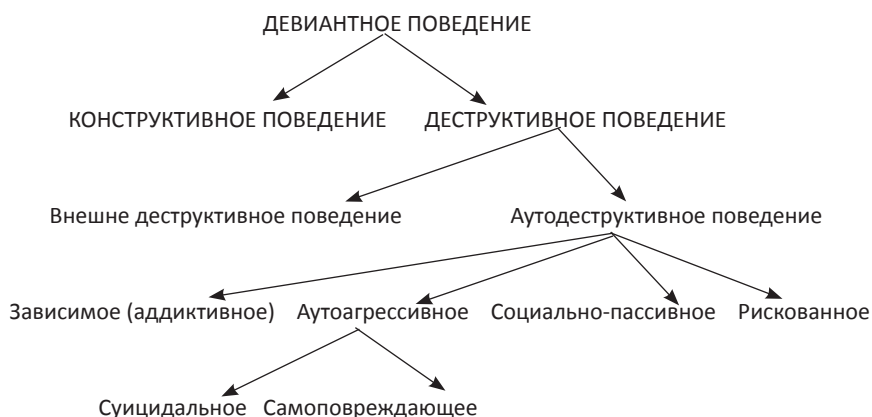 ДЕВИАНТНОЕ ПОВЕДЕНИЕ
КОНСТРУКТИВНОЕ ПОВЕДЕНИЕ ДЕСТРУКТИВНОЕ ПОВЕДЕНИЕ
Внешне деструктивное поведение Аутодеструктивное поведение
Зависимое (аддиктивное) Аутоагрессивное Социально-пассивное Рискованное
Суицидальное Самоповреждающее